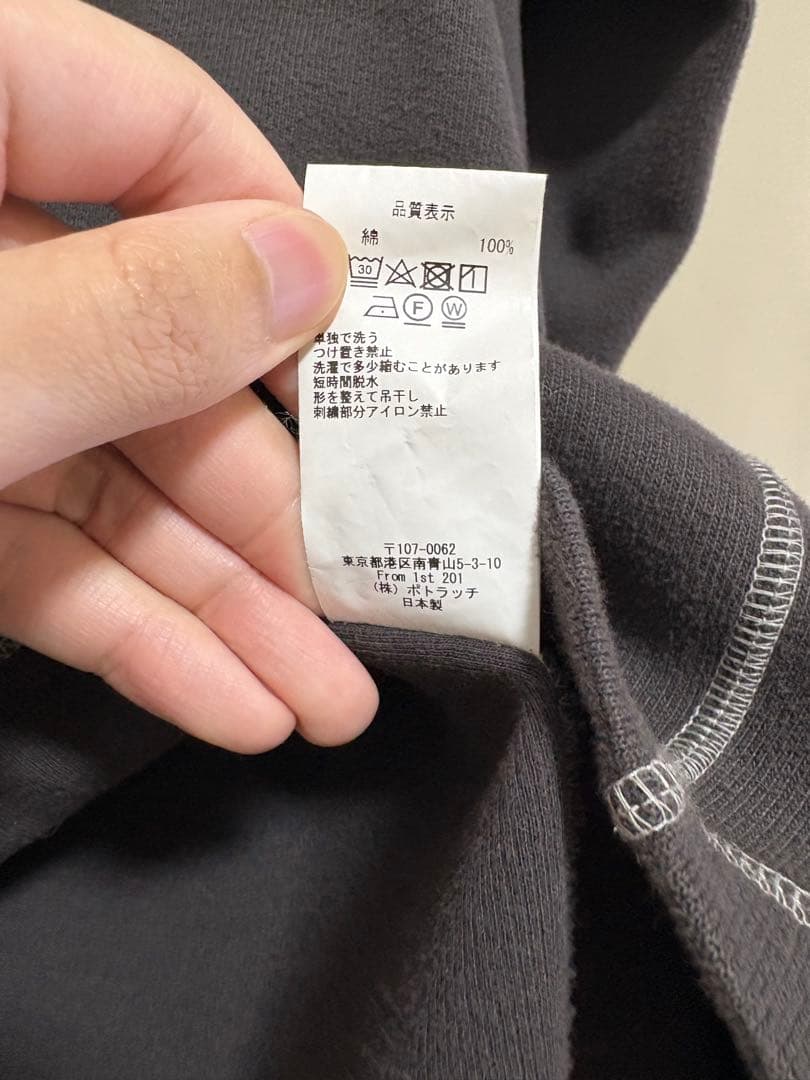 品質表示
綿 100%
30
F W
単独で洗う
つけ置き禁止
洗濯で多少縮むことがあります
短時間脱水
形を整えて吊干し
刺繍部分アイロン禁止
〒107-0062
東京都港区南青山5-3-10
From 1st 201
(株) ポトラッチ
日本製